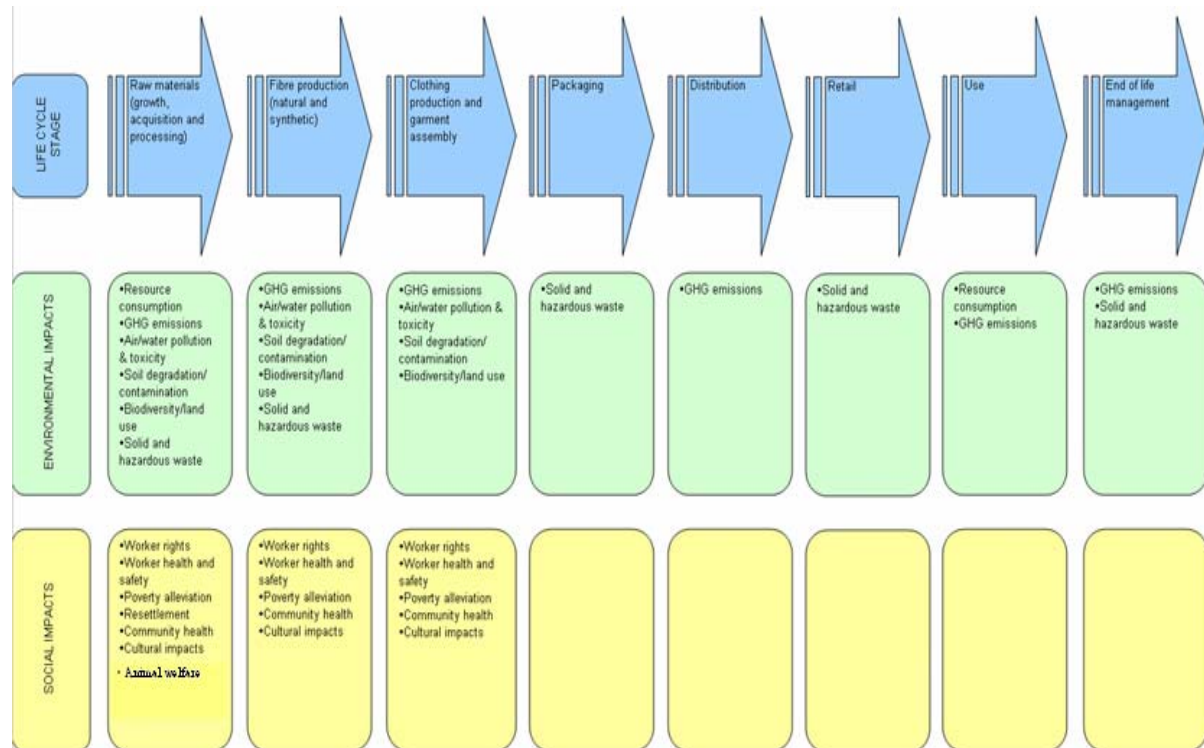 LIFE CYCLE
STAGE
Raw materials
(growth,
acquisition and
processing)
Fibre production
(natural and
synthetic)
Clothing
production and
garment
assembly
Packaging
Distribution
Retail
Use
End of life
management
ENVIRONMENTAL IMPACTS
•Resource
consumption
•GHG emissions
•Air/water pollution
& toxicity
•Soil degradation/
contamination
•Biodiversity/land
use
•Solid and
hazardous waste
•GHG emissions
•Air/water pollution
& toxicity
•Soil degradation/
contamination
•Biodiversity/land
use
•Solid and
hazardous waste
•GHG emissions
•Air/water pollution &
toxicity
•Soil degradation/
contamination
•Biodiversity/land use
•Solid and
hazardous waste
•GHG emissions
•Solid and
hazardous waste
•Resource
consumption
•GHG emissions
•GHG emissions
•Solid and
hazardous waste
SOCIAL IMPACTS
•Worker rights
•Worker health and
safety
•Poverty alleviation
•Resettlement
•Community health
•Cultural impacts
• Animal welfare
•Worker rights
•Worker health and
safety
•Poverty alleviation
•Community health
•Cultural impacts
•Worker rights
•Worker health and
safety
•Poverty alleviation
•Community health
•Cultural impacts